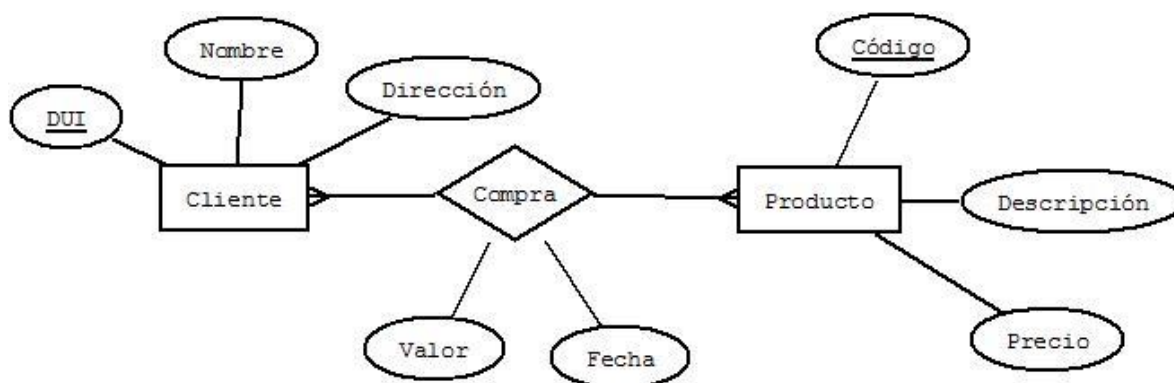 Nombre
Código
Dirección
DUI
Cliente
Compra
Producto
Descripción
Valor
Fecha
Precio